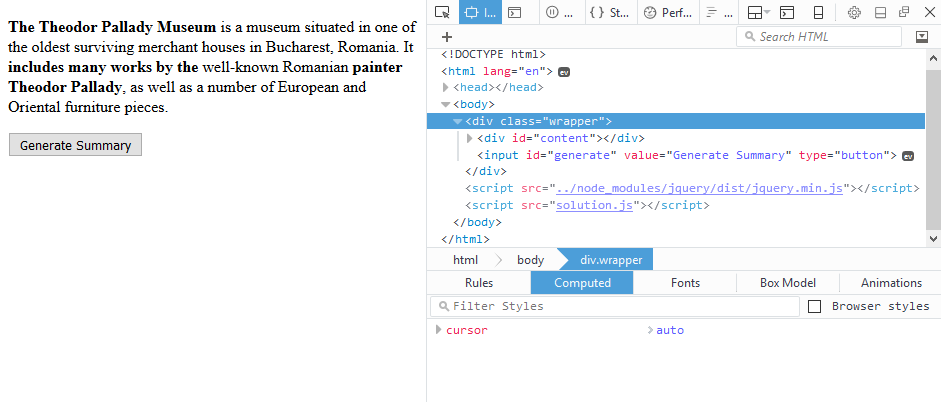 The Theodor Pallady Museum is a museum situated in one of
the oldest surviving merchant houses in Bucharest, Romania. It
includes many works by the well-known Romanian painter
Theodor Pallady, as well as a number of European and
Oriental furniture pieces.
Generate Summary
I... ... St... Perf... ...
+ Search HTML
<!DOCTYPE html>
<html lang="en"> ev
<head></head>
<body>
<div class="wrapper">
<div id="content"></div>
<input id="generate" value="Generate Summary" type="button"> ev
</div>
<script src="../node_modules/jquery/dist/jquery.min.js"></script>
<script src="solution.js"></script>
</body>
</html>
html body div.wrapper
Rules Computed Fonts Box Model Animations
Filter Styles Browser styles
cursor auto